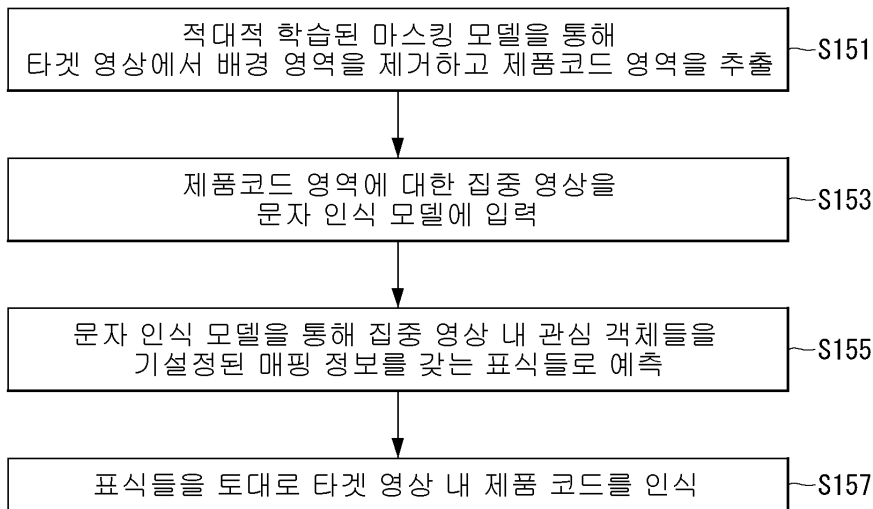 적대적 학습된 마스킹 모델을 통해
타겟 영상에서 배경 영역을 제거하고 제품코드 영역을 추출
S151
제품코드 영역에 대한 집중 영상을
문자 인식 모델에 입력
S153
문자 인식 모델을 통해 집중 영상 내 관심 객체들을
기설정된 매핑 정보를 갖는 표식들로 예측
S155
표식들을 토대로 타겟 영상 내 제품 코드를 인식
S157